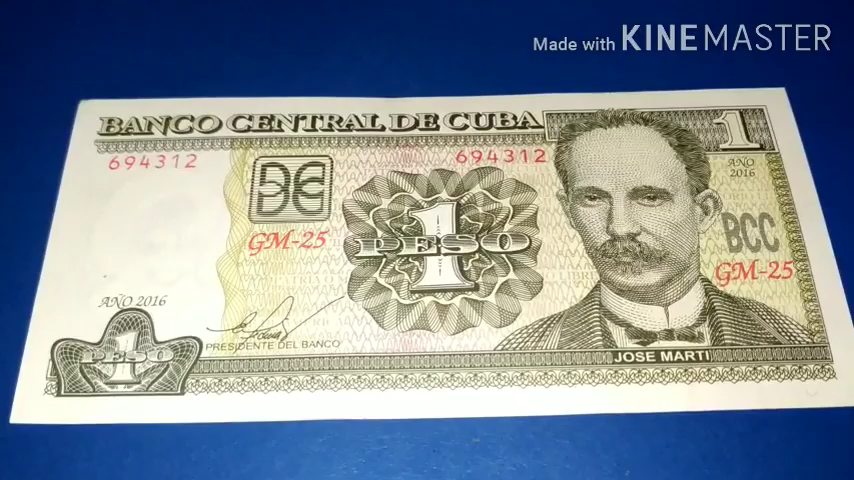 Made with KINEMASTER
BANCO CENTRAL DE CUBA
1
694312
694312
AÑO
2016
1
PESO
BCC
GM-25
GM-25
AÑO 2016
1
PESO
PRESIDENTE DEL BANCO
JOSE MARTI